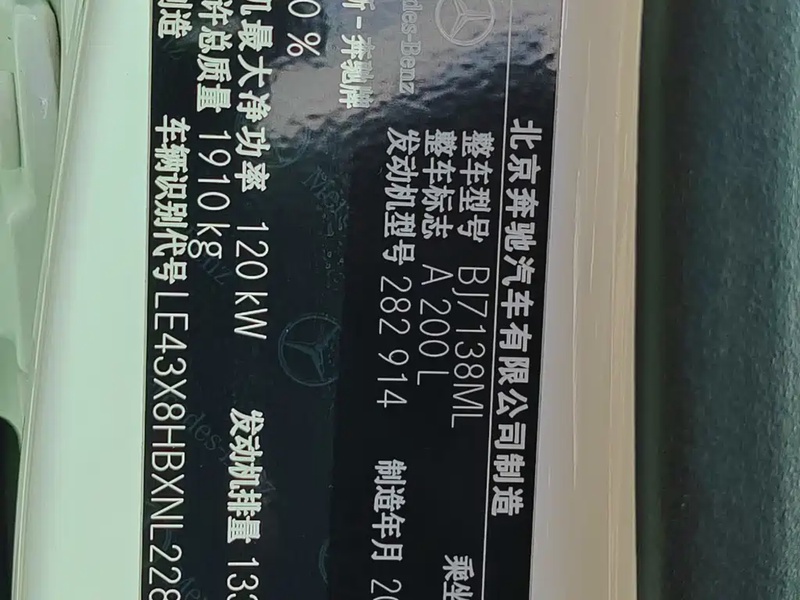 Mercedes-Benz
北京奔驰汽车有限公司制造
整车型号 BJ7138ML
整车标志 A 200 L
乘坐
发动机型号 282 914
制造年月 20
奔驰牌
0 %
机最大净功率 120 kW
发动机排量 133
许总质量 1910 kg
制造
车辆识别代号 LE43X8HBXNL228